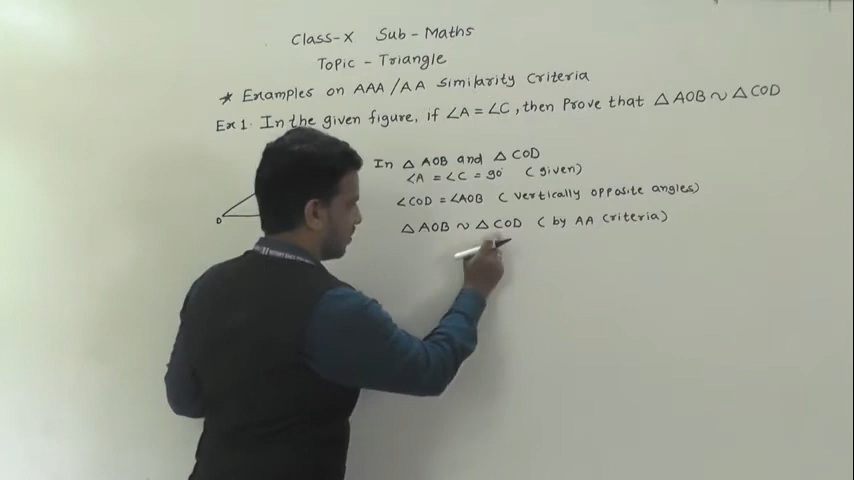 Class-X Sub - Maths
Topic - Triangle
* Examples on AAA/AA Similarity Criteria
Ex 1. In the given figure, if ∠A = ∠C, then Prove that △AOB ~ △COD
In △ AOB and △ COD
∠A = ∠C = 90 (given)
∠COD = ∠AOB (vertically opposite angles)
△AOB ~ △COD (by AA Criteria)
D